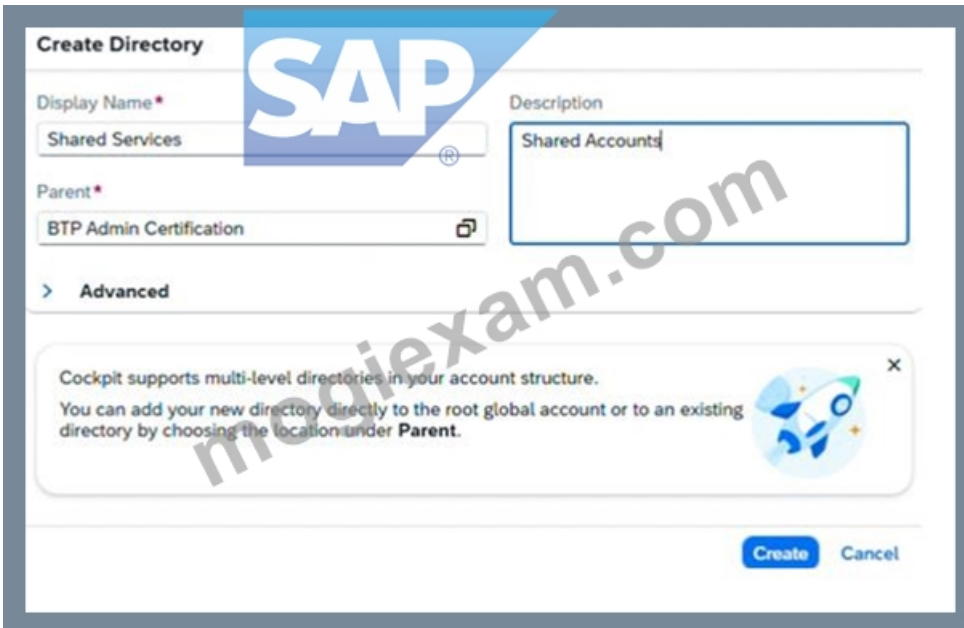 Create Directory
SAP
®
Display Name*
Description
Shared Services
Shared Accounts
Parent*
BTP Admin Certification
Advanced
Cockpit supports multi-level directories in your account structure.
You can add your new directory directly to the root global account or to an existing
directory by choosing the location under Parent.
mogiexam.com
Create
Cancel